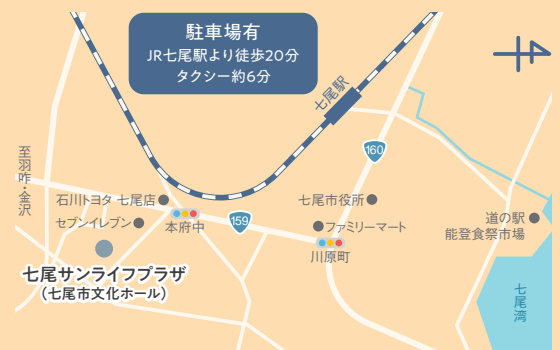 駐車場有
JR七尾駅より徒歩20分
タクシー約6分
七尾駅
160
至羽咋・金沢
石川トヨタ 七尾店
セブンイレブン
本府中
159
七尾市役所
ファミリーマート
川原町
道の駅
能登食祭市場
七尾サンライフプラザ
（七尾市文化ホール）
七尾湾